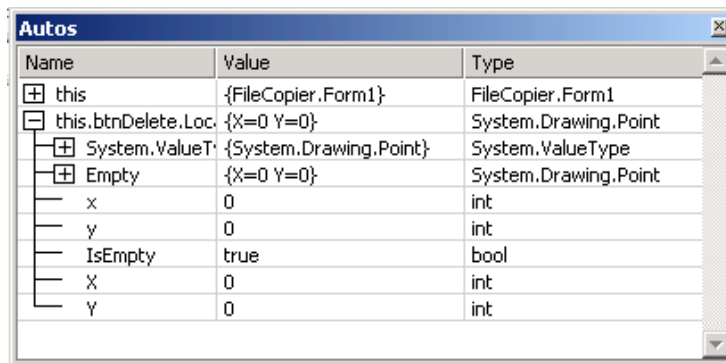 Autos
Name Value Type
this {FileCopier.Form1} FileCopier.Form1
this.btnDelete.Loc {X=0 Y=0} System.Drawing.Point
System.ValueT {System.Drawing.Point} System.ValueType
Empty {X=0 Y=0} System.Drawing.Point
x 0 int
y 0 int
IsEmpty true bool
X 0 int
Y 0 int